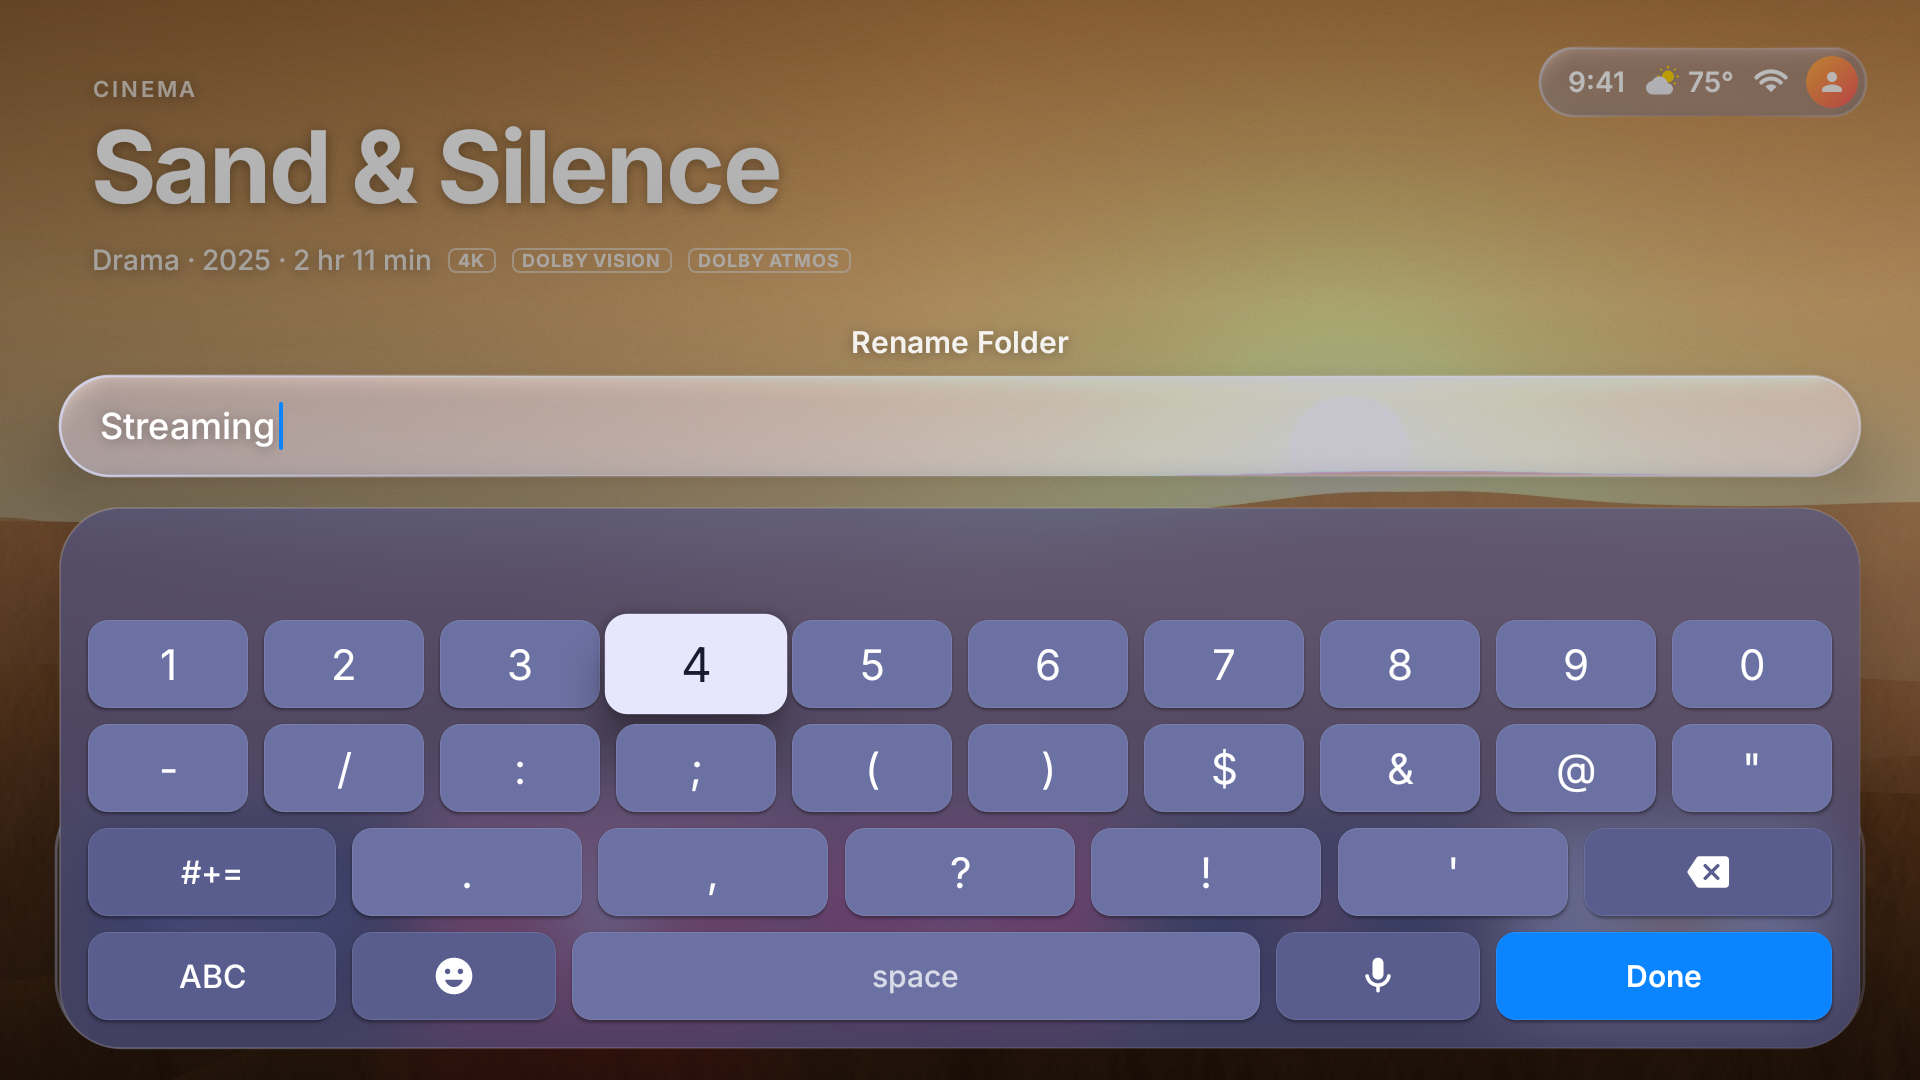 CINEMA
9:41 75°
Sand & Silence
Drama · 2025 · 2 hr 11 min 4K DOLBY VISION DOLBY ATMOS
Rename Folder
Streaming
1 2 3 4 5 6 7 8 9 0
- / : ; ( ) $ & @ "
#+= . , ? ! '
ABC space Done